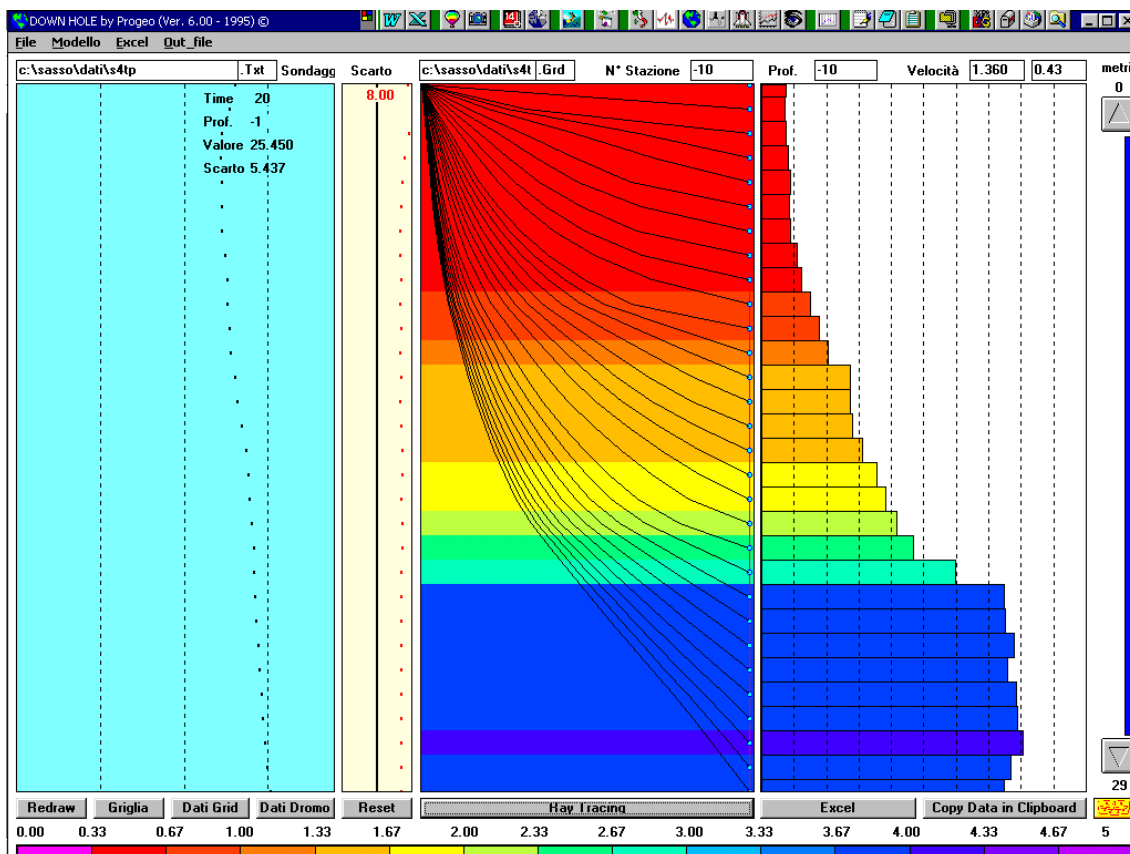 DOWN HOLE by Progeo (Ver. 6.00 - 1995) ©
File Modello Excel Out_file
c:\sasso\dati\s4tp .Txt Sondagg Scarto c:\sasso\dati\s4t .Grd N° Stazione -10 Prof. -10 Velocità 1.360 0.43 metri
0
8.00
Time 20
Prof. -1
Valore 25.450
Scarto 5.437
29
Redraw Griglia Dati Grid Dati Dromo Reset Ray Tracing Excel Copy Data in Clipboard
0.00 0.33 0.67 1.00 1.33 1.67 2.00 2.33 2.67 3.00 3.33 3.67 4.00 4.33 4.67 5